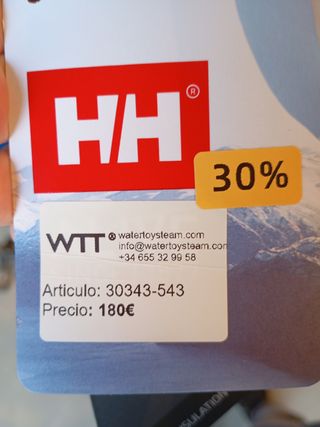 HH®
30%
WTT® watertoysteam.com
info@watertoysteam.com
+34 655 32 99 58
Articulo: 30343-543
Precio: 180€